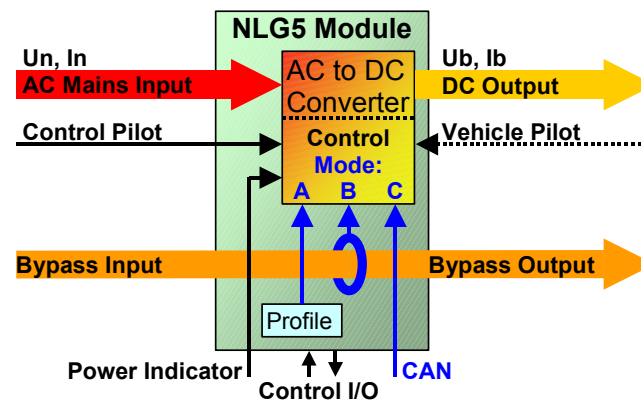 NLG5 Module
Un, In
AC Mains Input
AC to DC
Converter
Ub, Ib
DC Output
Control Pilot
Control
Mode:
A B C
Vehicle Pilot
Bypass Input
Bypass Output
Profile
Power Indicator
Control I/O
CAN